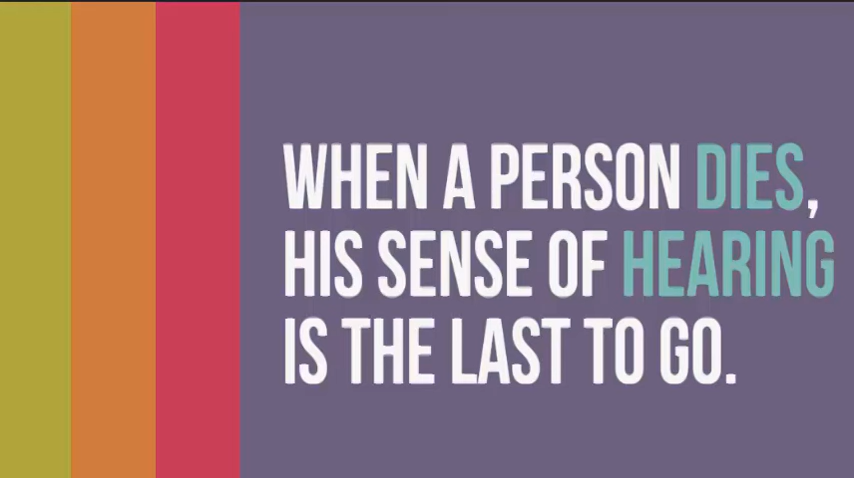 WHEN A PERSON DIES,
HIS SENSE OF HEARING
IS THE LAST TO GO.